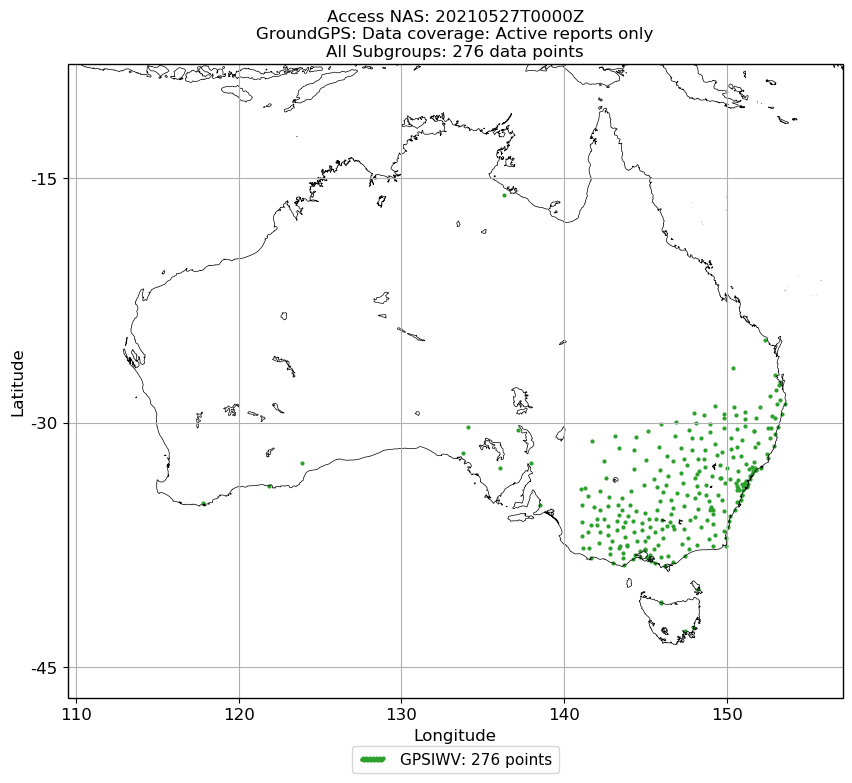 Access NAS: 20210527T0000Z
GroundGPS: Data coverage: Active reports only
All Subgroups: 276 data points
Latitude
-15
-30
-45
110
120
130
140
150
Longitude
GPSIWV: 276 points